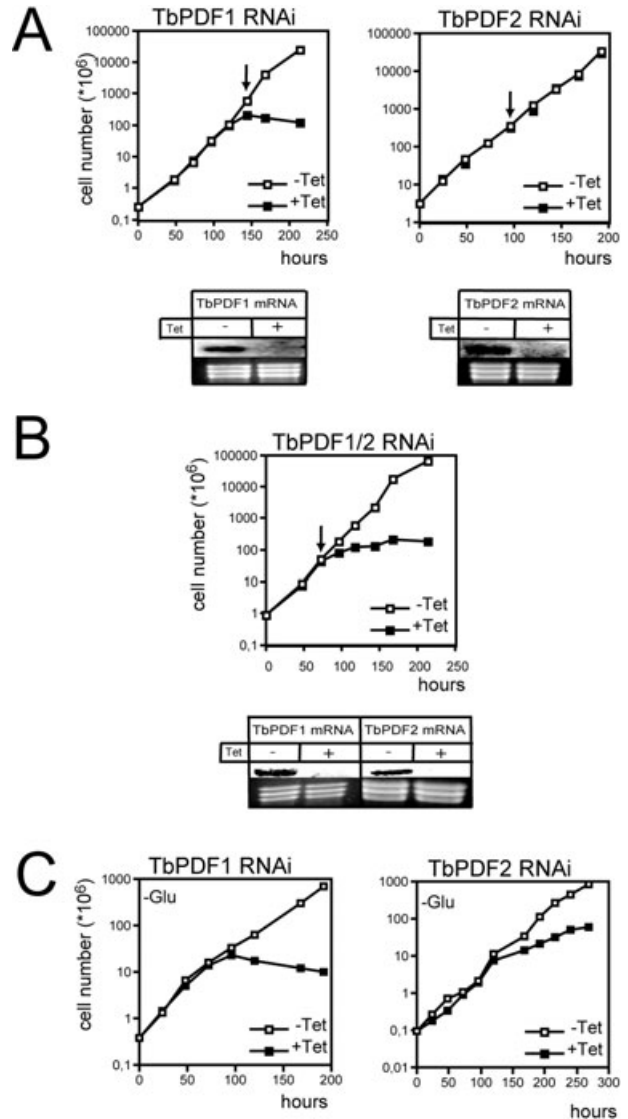 A
TbPDF1 RNAi
TbPDF2 RNAi
cell number (*10^6)
100000
10000
1000
100
10
1
0,1
0 50 100 150 200 250
hours
-Tet
+Tet
100000
10000
1000
100
10
1
0 50 100 150 200
hours
-Tet
+Tet
TbPDF1 mRNA
Tet - +
TbPDF2 mRNA
Tet - +
B
TbPDF1/2 RNAi
cell number (*10^6)
100000
10000
1000
100
10
1
0,1
0 50 100 150 200 250
hours
-Tet
+Tet
TbPDF1 mRNA TbPDF2 mRNA
Tet - + - +
C
TbPDF1 RNAi
TbPDF2 RNAi
cell number (*10^6)
1000
100
10
1
0,1
-Glu
0 50 100 150 200
hours
-Tet
+Tet
1000
100
10
1
0,1
0,01
-Glu
0 50 100 150 200 250 300
hours
-Tet
+Tet